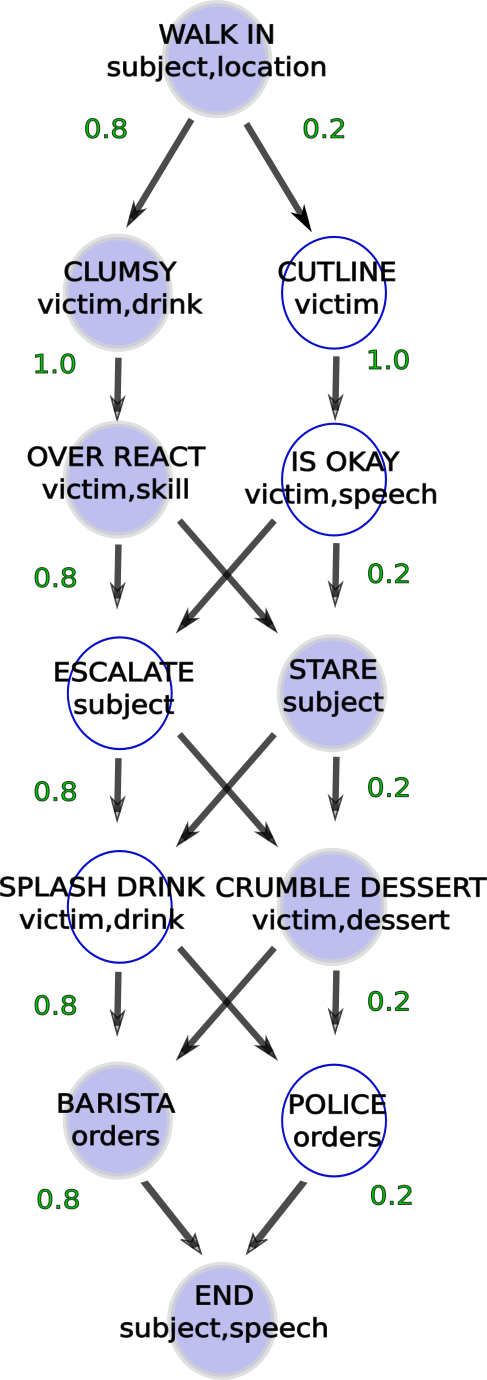 WALK IN
subject,location
0.8
0.2
CLUMSY
victim,drink
CUTLINE
victim
1.0
1.0
OVER REACT
victim,skill
IS OKAY
victim,speech
0.8
0.2
ESCALATE
subject
STARE
subject
0.8
0.2
SPLASH DRINK
victim,drink
CRUMBLE DESSERT
victim,dessert
0.8
0.2
BARISTA
orders
POLICE
orders
0.8
0.2
END
subject,speech